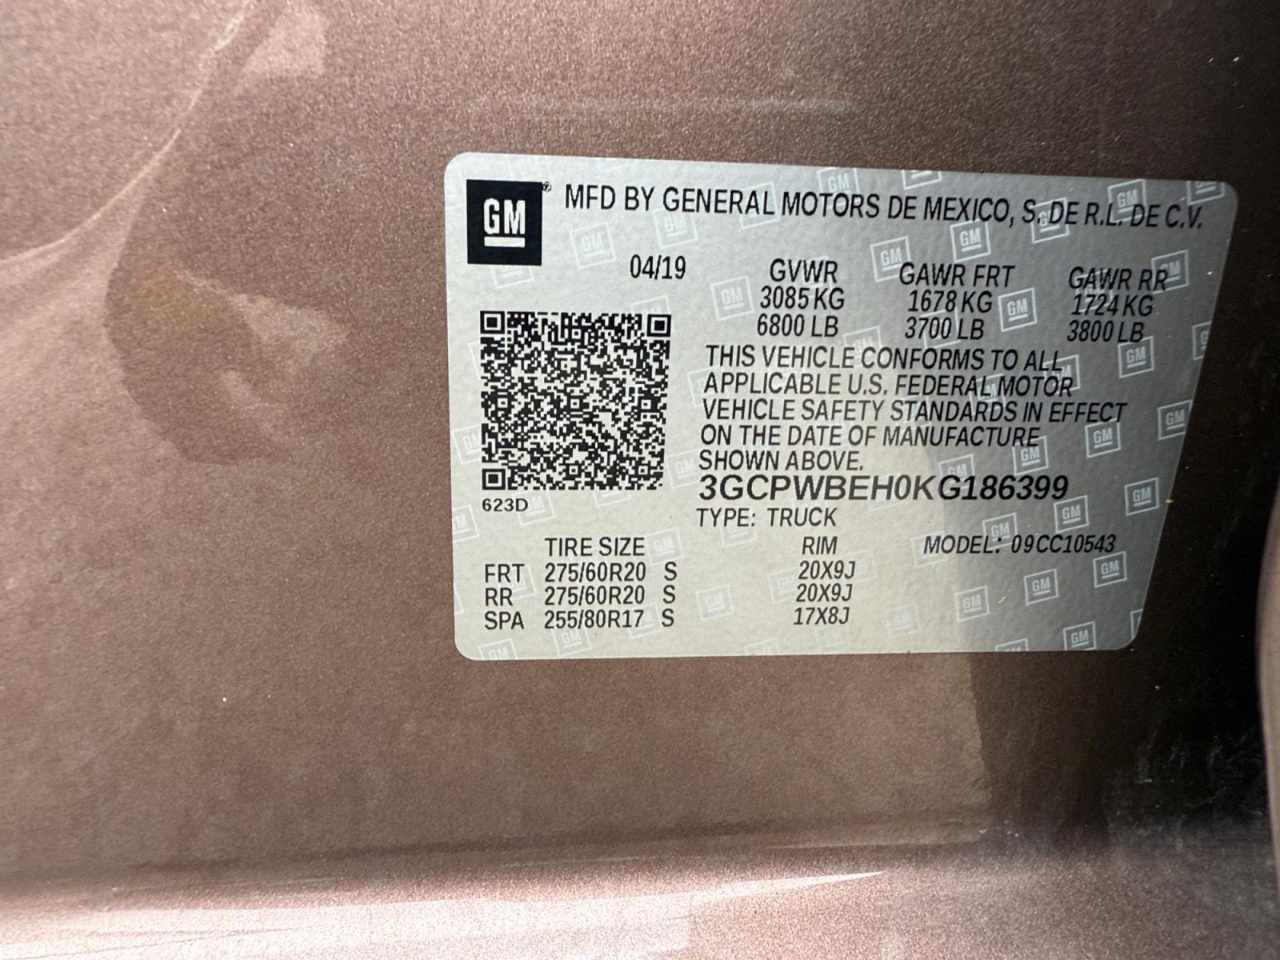 GM ® MFD BY GENERAL MOTORS DE MEXICO, S. DE R.L. DE C.V.
04/19 GVWR GAWR FRT GAWR RR
3085 KG 1678 KG 1724 KG
6800 LB 3700 LB 3800 LB
THIS VEHICLE CONFORMS TO ALL
APPLICABLE U.S. FEDERAL MOTOR
VEHICLE SAFETY STANDARDS IN EFFECT
ON THE DATE OF MANUFACTURE
SHOWN ABOVE.
3GCPWBEH0KG186399
623D
TYPE: TRUCK
TIRE SIZE RIM MODEL: 09CC10543
FRT 275/60R20 S 20X9J
RR 275/60R20 S 20X9J
SPA 255/80R17 S 17X8J